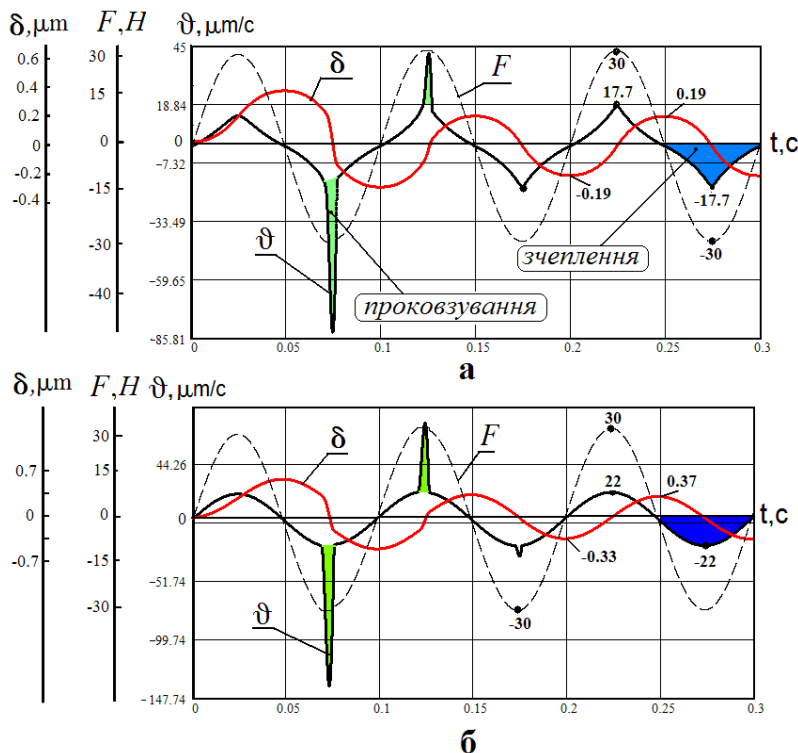 δ,μm F,H ϑ,μm/c
45
0.6
30
0.4
18.84
15
0.2
0
0
0
-7.32
-0.2
-15
-0.4
-33.49
-30
-59.65
-40
-85.81
δ
F
30
17.7
0.19
t,c
-0.19
-17.7
-30
зчеплення
ϑ
проковзування
0 0.05 0.1 0.15 0.2 0.25 0.3
а
δ,μm F,H ϑ,μm/c
30
0.7
44.26
15
0
0
0
-0.7
-15
-51.74
-30
-99.74
-147.74
δ
F
30
22
0.37
t,c
-0.33
-22
-30
ϑ
0 0.05 0.1 0.15 0.2 0.25 0.3
б